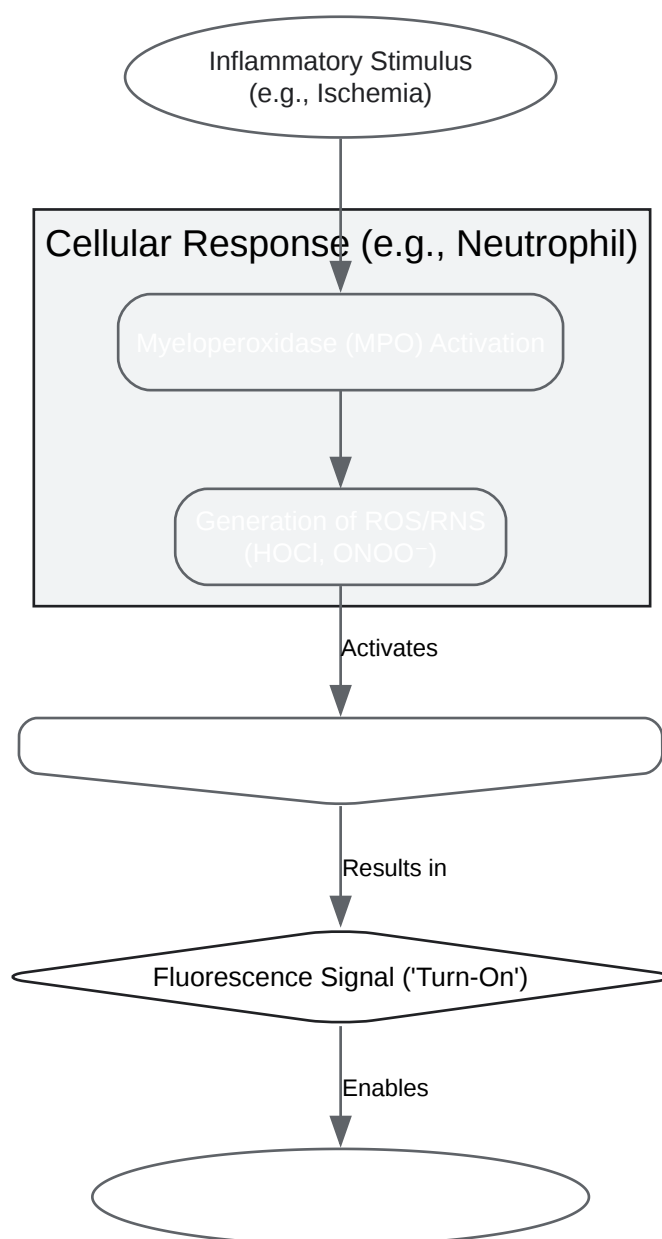 Inflammatory Stimulus
(e.g., Ischemia)
Cellular Response (e.g., Neutrophil)
Myeloperoxidase (MPO) Activation
Generation of ROS/RNS
(HOCl, ONOO⁻)
Activates
Results in
Fluorescence Signal ('Turn-On')
Enables